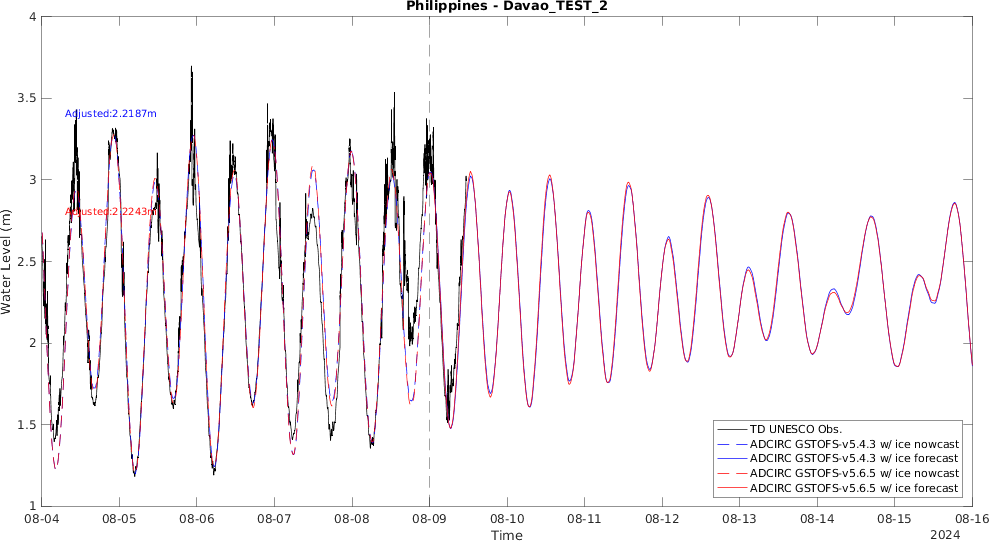 Philippines - Davao_TEST_2
Water Level (m)
4
3.5
3
2.5
2
1.5
1
Adjusted:2.2187m
Adjusted:2.2243m
TD UNESCO Obs.
ADCIRC GSTOFS-v5.4.3 w/ ice nowcast
ADCIRC GSTOFS-v5.4.3 w/ ice forecast
ADCIRC GSTOFS-v5.6.5 w/ ice nowcast
ADCIRC GSTOFS-v5.6.5 w/ ice forecast
08-04 08-05 08-06 08-07 08-08 08-09 08-10 08-11 08-12 08-13 08-14 08-15 08-16
Time
2024